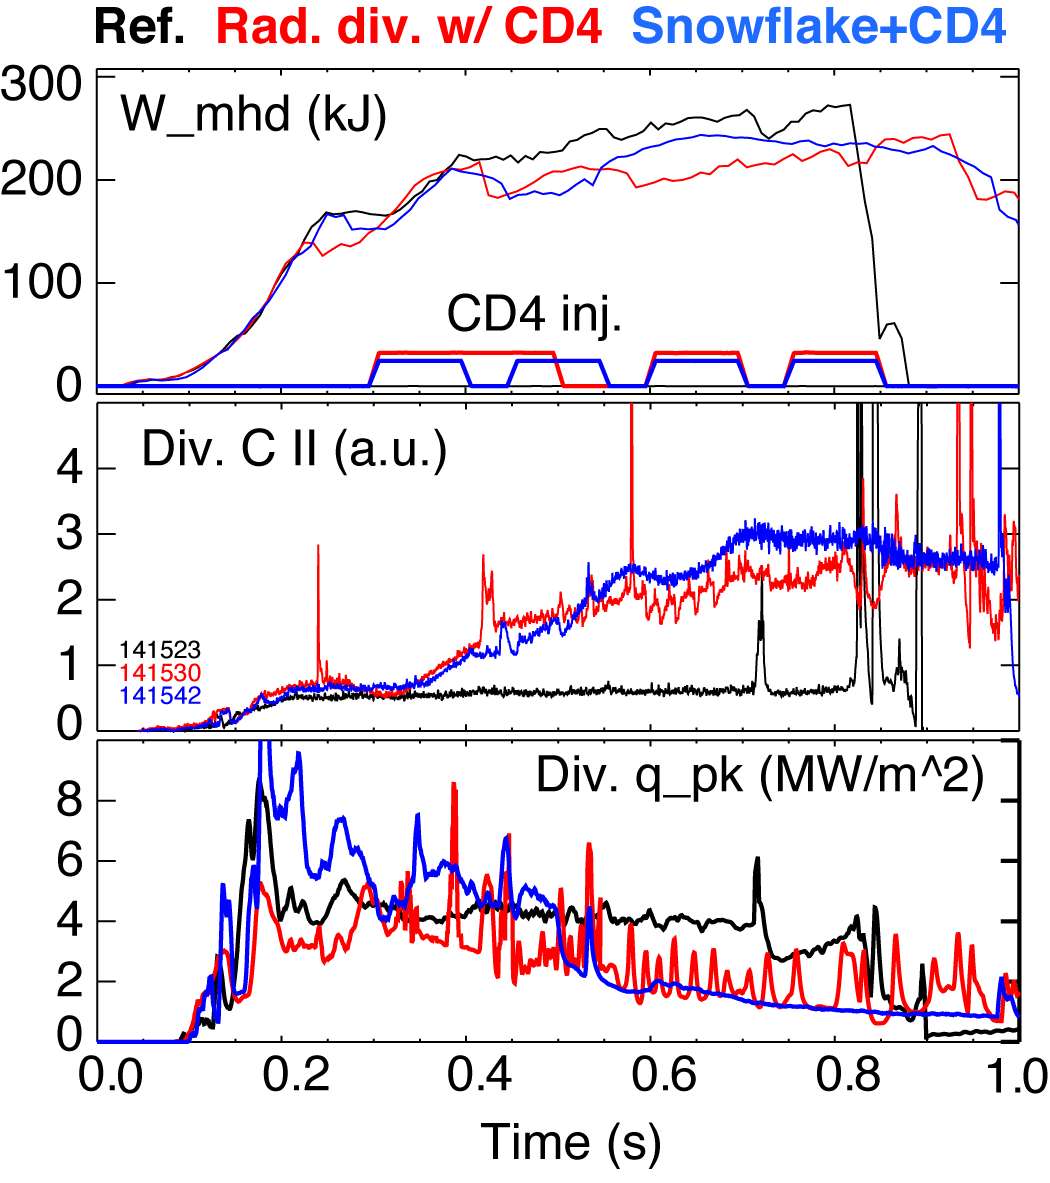 Ref. Rad. div. w/ CD4 Snowflake+CD4
300
W_mhd (kJ)
200
100
CD4 inj.
0
Div. C II (a.u.)
4
3
2
141523
1
141530
141542
0
Div. q_pk (MW/m^2)
8
6
4
2
0
0.0 0.2 0.4 0.6 0.8 1.0
Time (s)